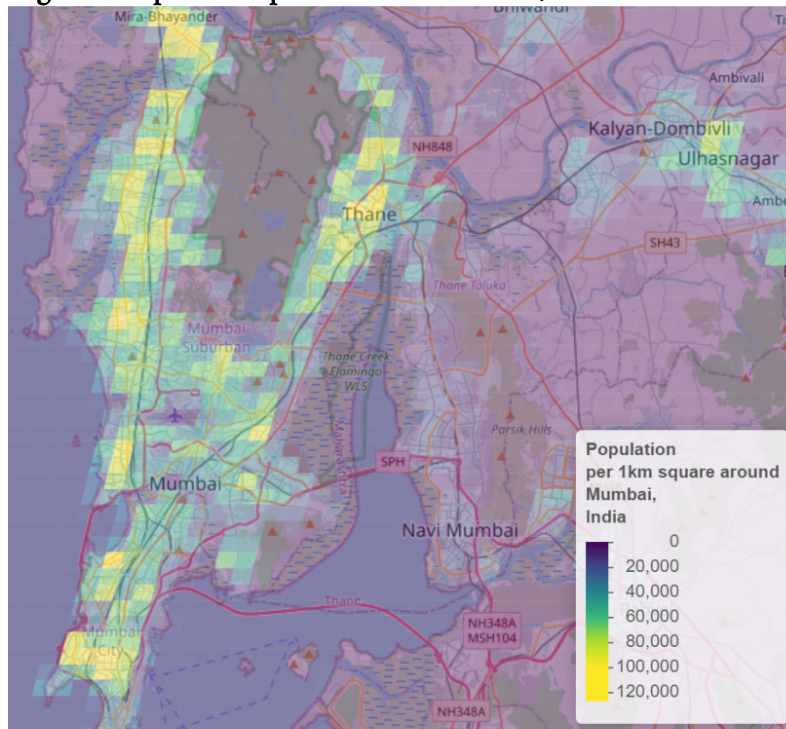 Mira-Bhayander
Bhiwandi
Ambivali
NH848
Kalyan-Dombivli
Ulhasnagar
Thane
Ambe
SH43
Thane Taluka
Mumbai
Suburban
Thane Creek
Flamingo
WLS
Maharashtra
Parsik Hills
SPH
Mumbai
Navi Mumbai
Thane
Mumbai
City
NH348A
MSH104
NH348A
Population
per 1km square around
Mumbai,
India
0
20,000
40,000
60,000
80,000
100,000
120,000